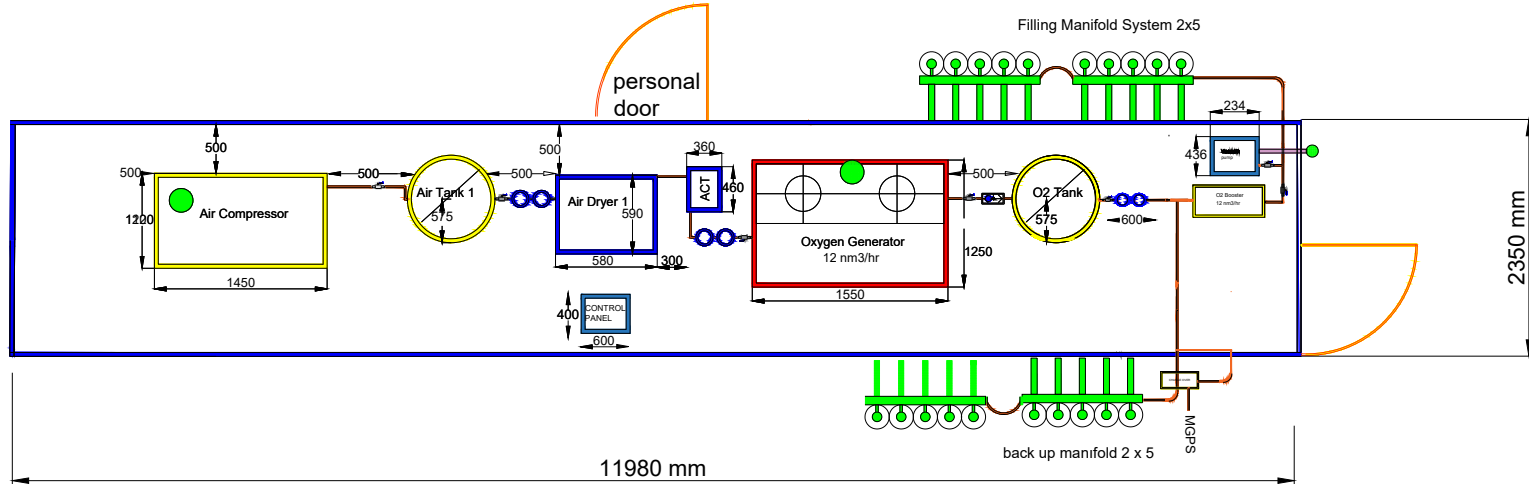 Filling Manifold System 2x5
personal
door
234
436
pump
500
500
360
500
500
500
500
Air Compressor
1200
1450
Air Tank 1
575
Air Dryer 1
590
580
300
ACT
460
Oxygen Generator
12 nm3/hr
1250
1550
O2 Tank
575
600
O2 Booster
12 nm3/hr
CONTROL
PANEL
400
600
2350 mm
MGPS
back up manifold 2 x 5
11980 mm